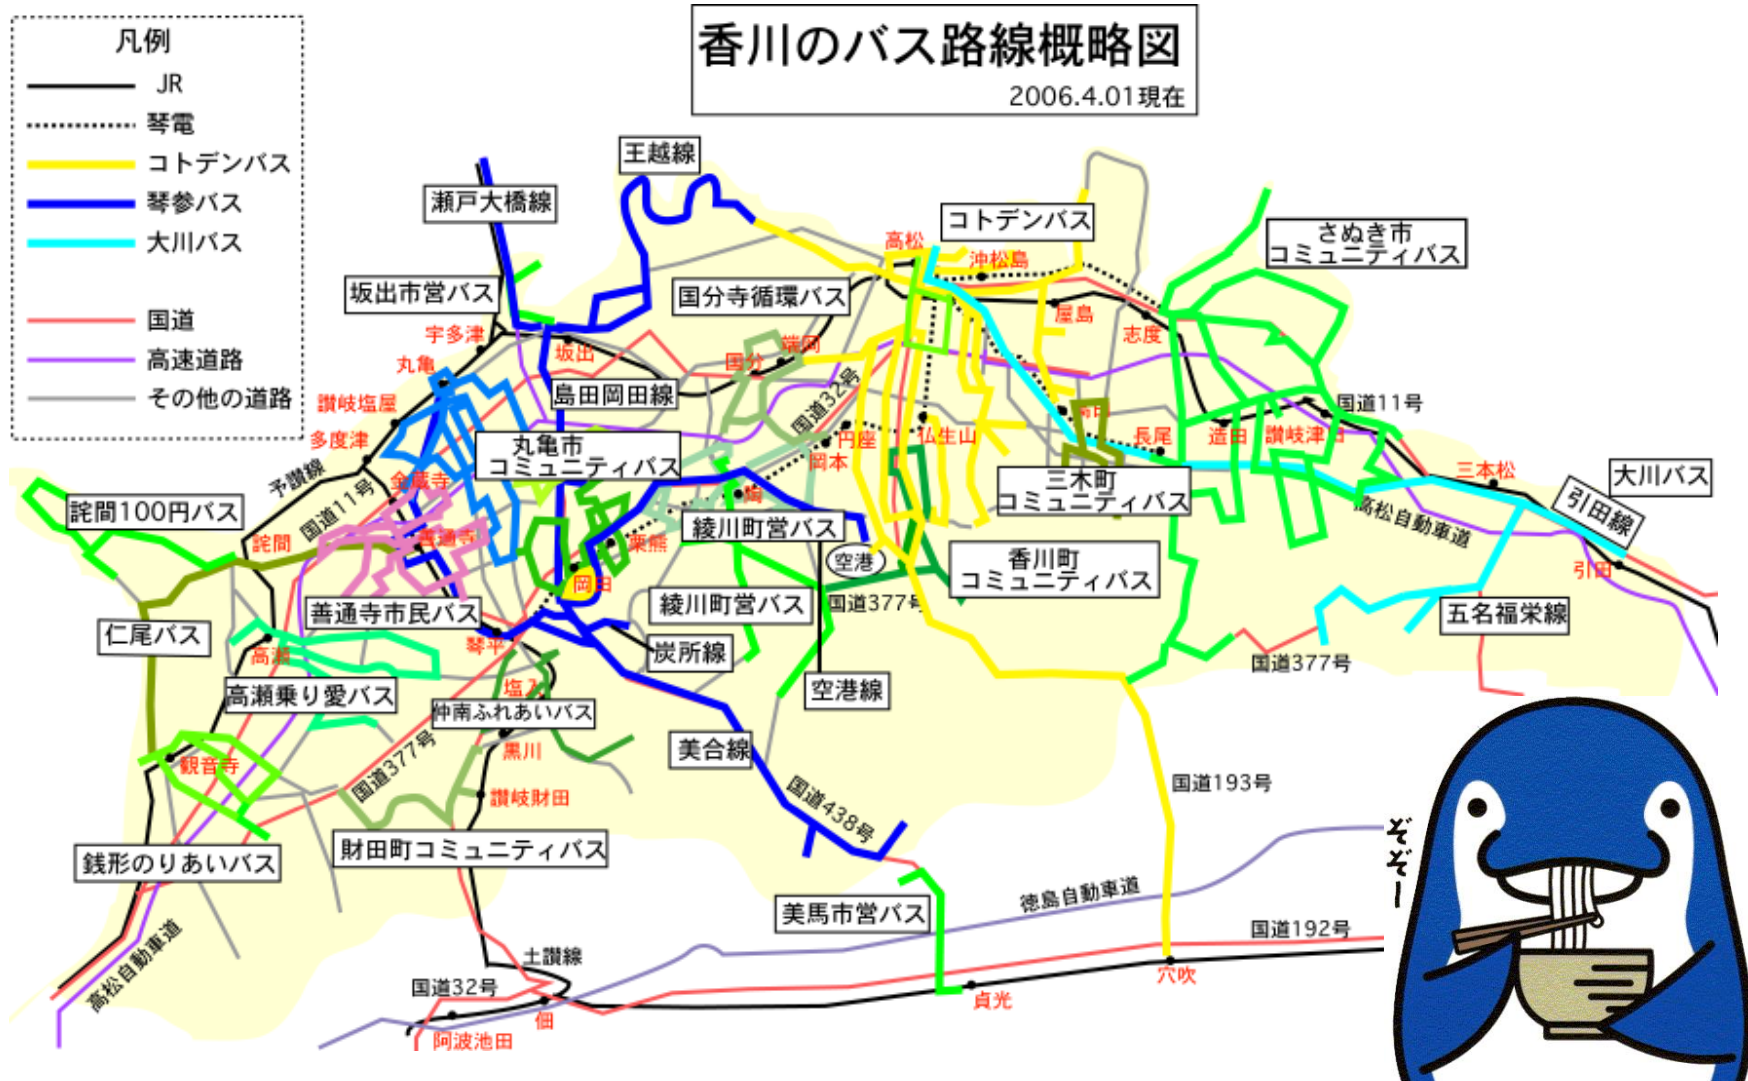 香川のバス路線概略図
2006.4.01現在
凡例
JR
琴電
コトデンバス
琴参バス
大川バス
国道
高速道路
その他の道路
王越線
瀬戸大橋線
コトデンバス
さぬき市
コミュニティバス
高松
沖松島
坂出市営バス
国分寺循環バス
屋島
志度
宇多津
坂出
丸亀
国分
端岡
島田岡田線
国道32号
讃岐塩屋
多度津
国道11号
丸亀市
コミュニティバス
円座
岡本
仏生山
長尾
造田
讃岐津田
三本松
大川バス
引田線
予讃線
国道11号
金蔵寺
陶
三木町
コミュニティバス
高松自動車道
詫間100円バス
詫間
善通寺
栗熊
綾川町営バス
空港
香川町
コミュニティバス
引田
岡田
国道377号
善通寺市民バス
綾川町営バス
仁尾バス
五名福栄線
高瀬
琴平
炭所線
国道377号
高瀬乗り愛バス
塩入
空港線
仲南ふれあいバス
黒川
美合線
観音寺
国道377号
讃岐財田
国道438号
国道193号
銭形のりあいバス
財田町コミュニティバス
ぞぞー
美馬市営バス
徳島自動車道
国道192号
高松自動車道
土讃線
国道32号
佃
貞光
穴吹
阿波池田